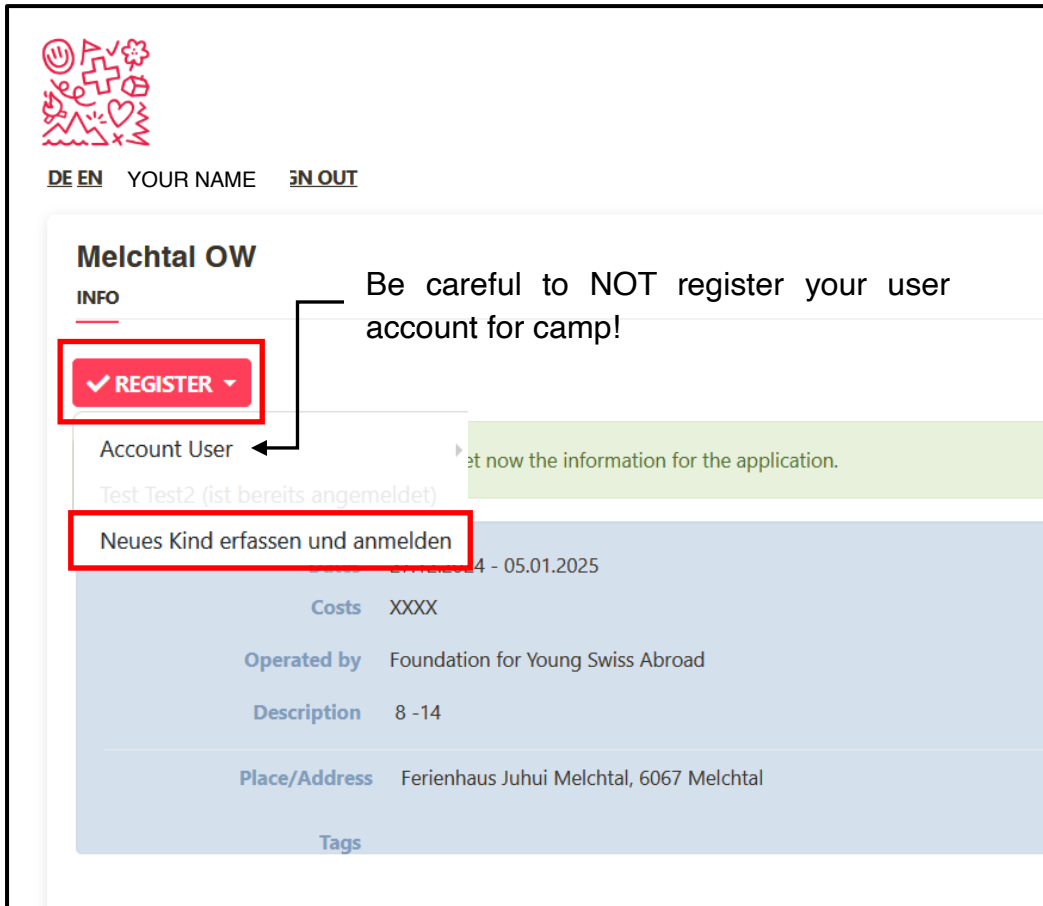 DE EN YOUR NAME GN OUT
Melchtal OW
INFO
Be careful to NOT register your user
account for camp!
REGISTER
Account User
et now the information for the application.
Test Test2 (ist bereits angemeldet)
Neues Kind erfassen und anmelden
4 - 05.01.2025
Costs XXXX
Operated by Foundation for Young Swiss Abroad
Description 8 -14
Place/Address Ferienhaus Juhui Melchtal, 6067 Melchtal
Tags